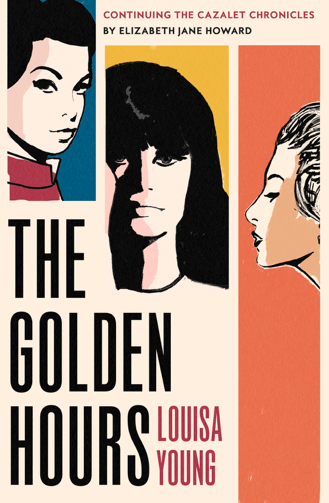 CONTINUING THE CAZALET CHRONICLES
BY ELIZABETH JANE HOWARD
THE
GOLDEN
HOURS
LOUISA
YOUNG